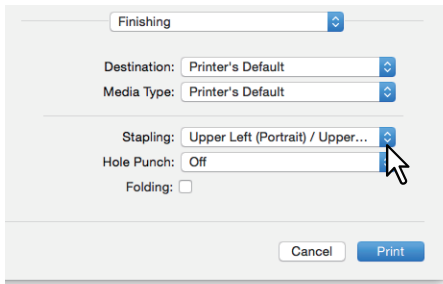 Finishing
Destination: Printer's Default
Media Type: Printer's Default
Stapling: Upper Left (Portrait) / Upper...
Hole Punch: Off
Folding:
Cancel Print